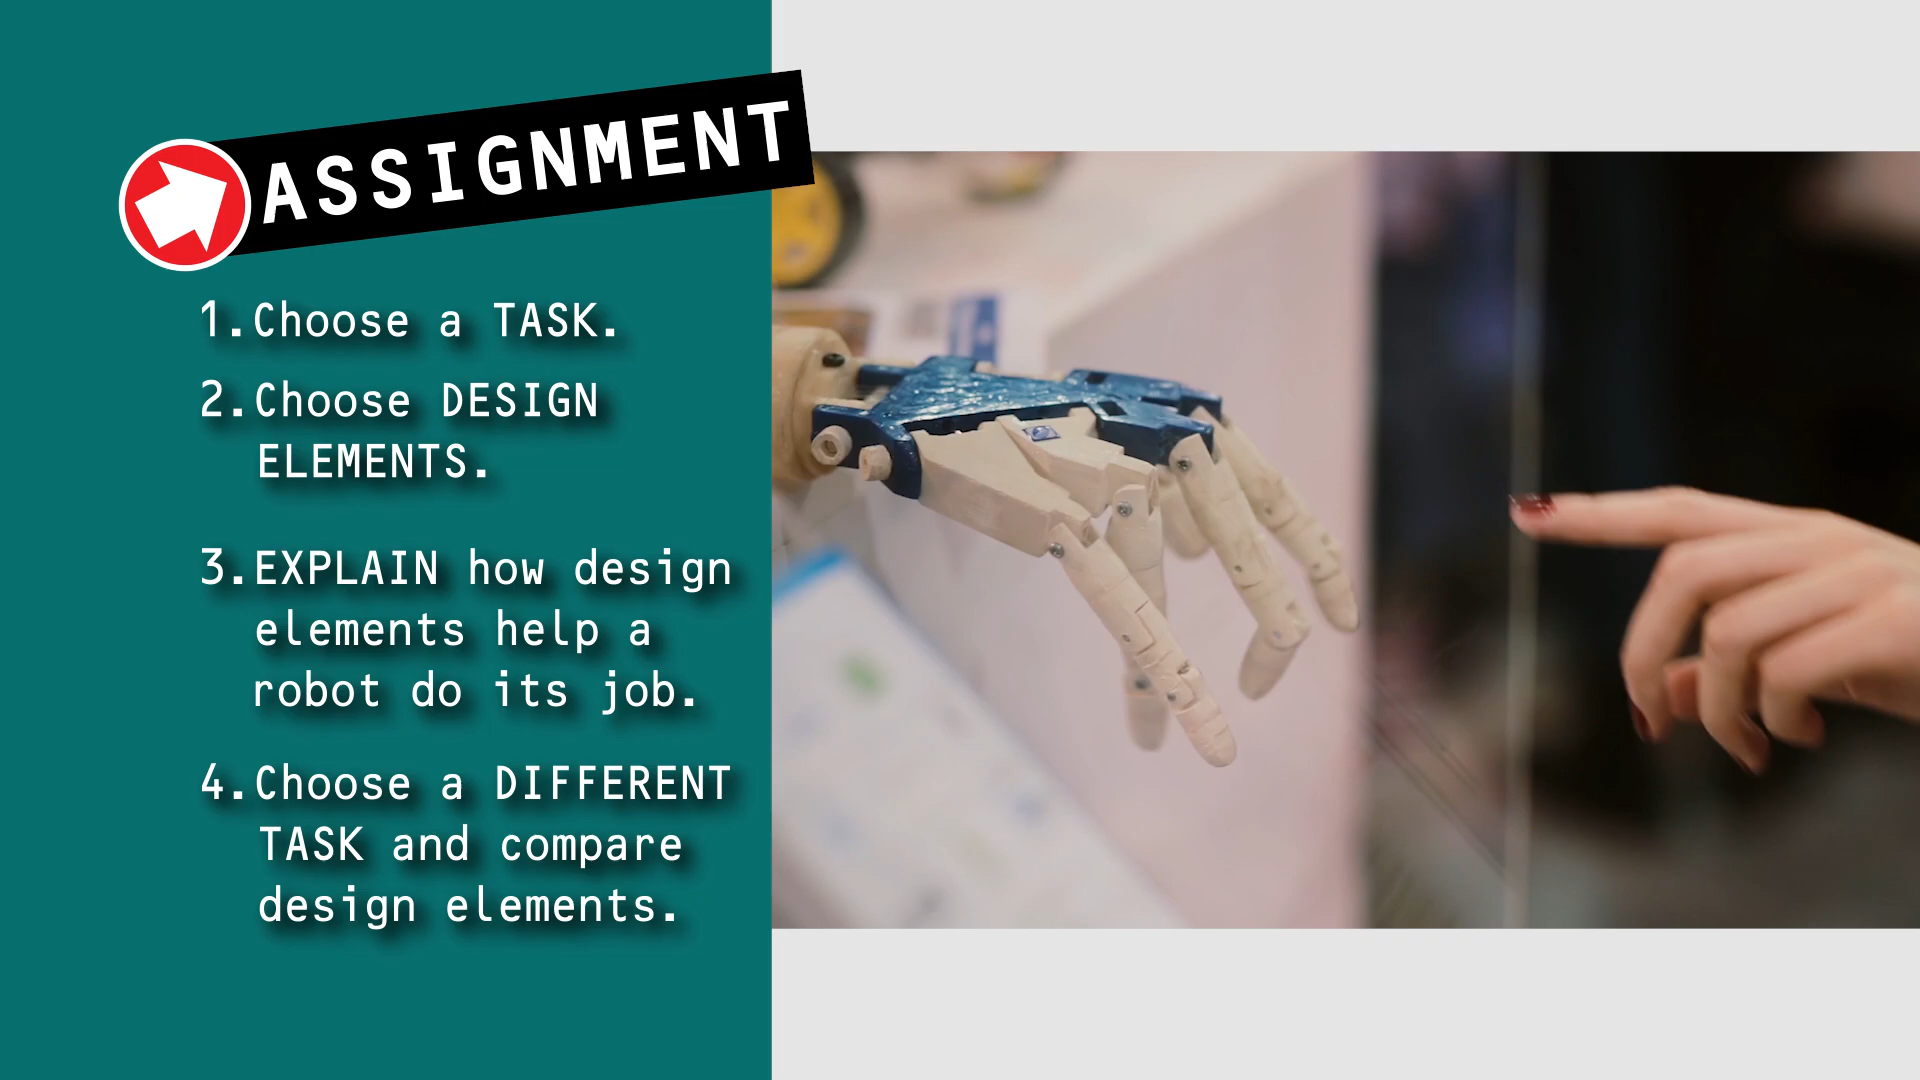 ASSIGNMENT
1.Choose a TASK.
2.Choose DESIGN
ELEMENTS.
3.EXPLAIN how design
elements help a
robot do its job.
4.Choose a DIFFERENT
TASK and compare
design elements.